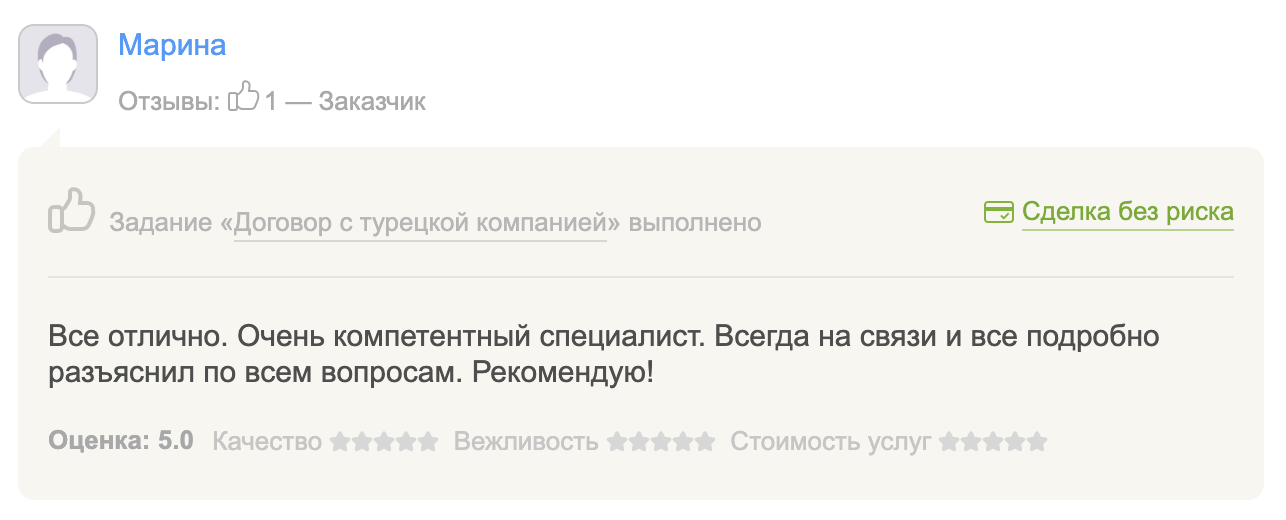 Марина
Отзывы: 1 — Заказчик
Задание «Договор с турецкой компанией» выполнено
Сделка без риска
Все отлично. Очень компетентный специалист. Всегда на связи и все подробно
разъяснил по всем вопросам. Рекомендую!
Оценка: 5.0 Качество Вежливость Стоимость услуг